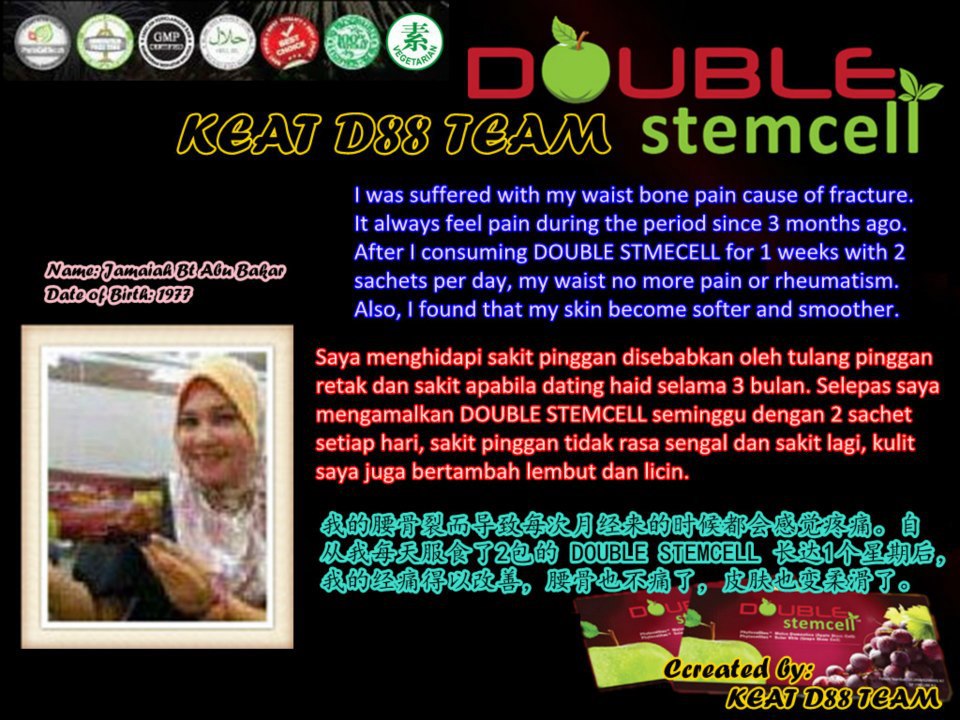 GMP
CERTIFIED
حلال
BEST
CHOICE
100%
素
VEGETARIAN
DOUBLE
stemcell
KEAT D88 TEAM
I was suffered with my waist bone pain cause of fracture.
It always feel pain during the period since 3 months ago.
After I consuming DOUBLE STMECELL for 1 weeks with 2
sachets per day, my waist no more pain or rheumatism.
Also, I found that my skin become softer and smoother.
Name: Jamaiah Bt Abu Bakar
Date of Birth: 1977
Saya menghidapi sakit pinggan disebabkan oleh tulang pinggan
retak dan sakit apabila dating haid selama 3 bulan. Selepas saya
mengamalkan DOUBLE STEMCELL seminggu dengan 2 sachet
setiap hari, sakit pinggan tidak rasa sengal dan sakit lagi, kulit
saya juga bertambah lembut dan licin.
我的腰骨裂而导致每次月经来的时候都会感觉疼痛。自
从我每天服食了2包的 DOUBLE STEMCELL 长达1个星期后,
我的经痛得以改善, 腰骨也不痛了, 皮肤也变柔滑了。
DOUBLE
stemcell
DOUBLE
stemcell
Ccreated by:
KEAT D88 TEAM